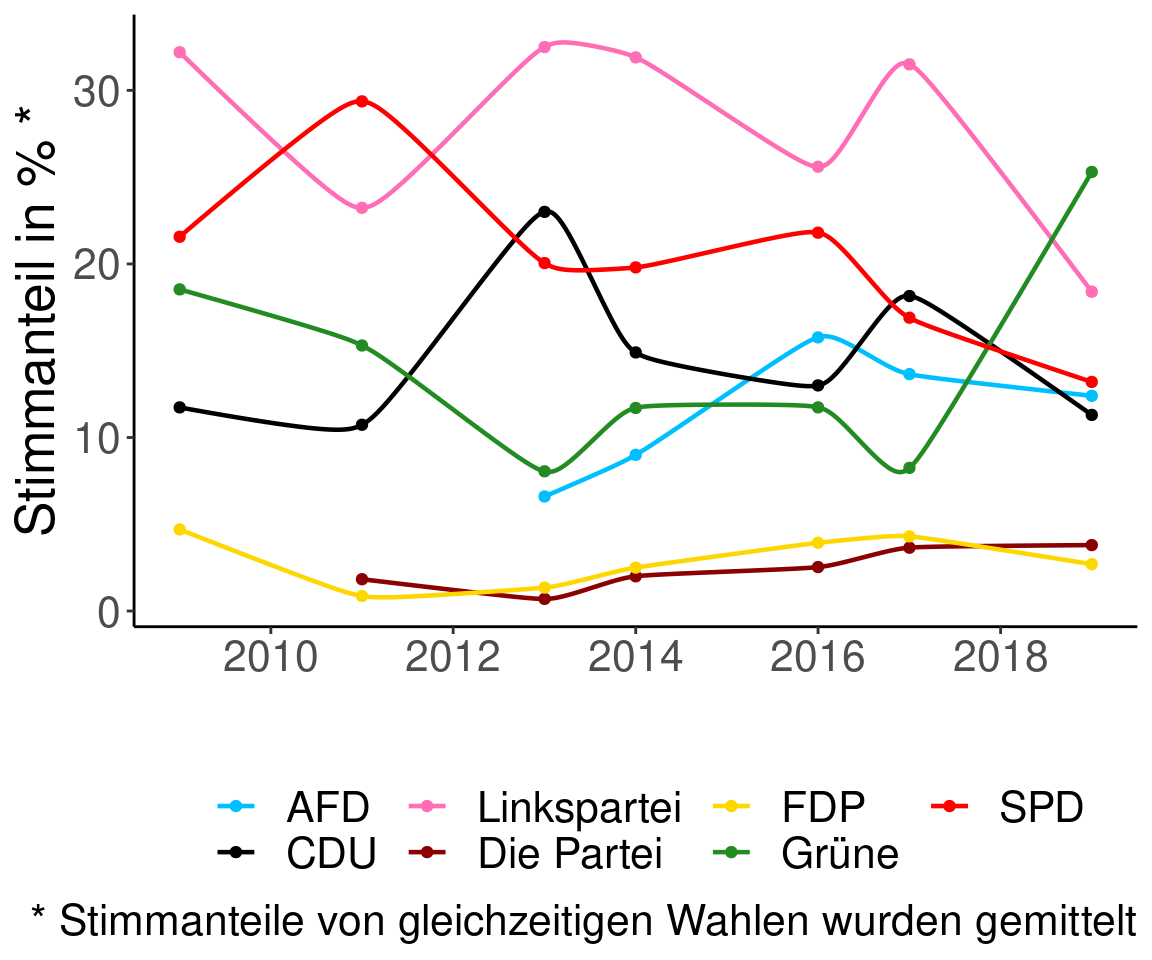 Stimmanteil in % *
30
20
10
0
2010 2012 2014 2016 2018
AFD Linkspartei FDP SPD
CDU Die Partei Grüne
* Stimmanteile von gleichzeitigen Wahlen wurden gemittelt